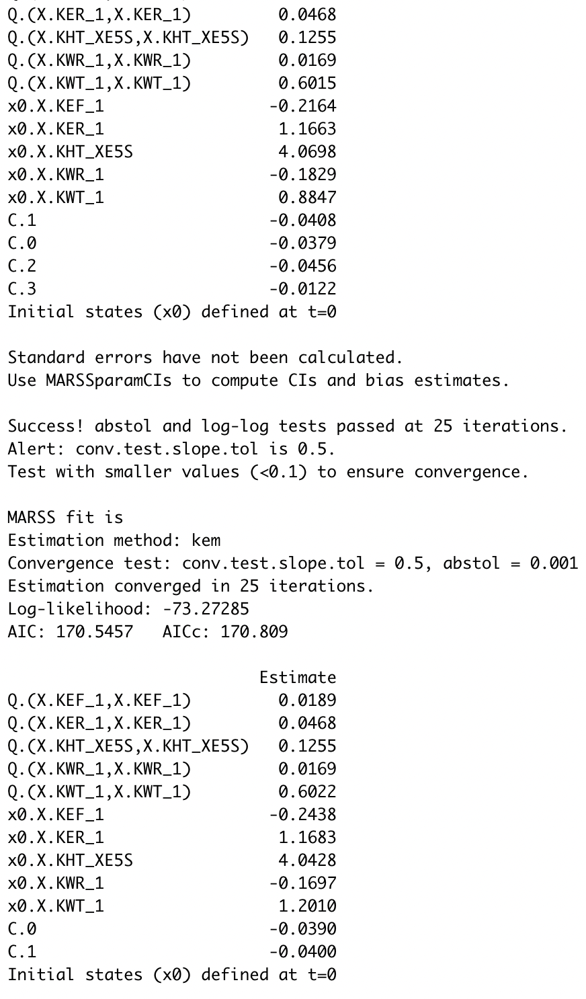 Q.(X.KER_1,X.KER_1) 0.0468
Q.(X.KHT_XE5S,X.KHT_XE5S) 0.1255
Q.(X.KWR_1,X.KWR_1) 0.0169
Q.(X.KWT_1,X.KWT_1) 0.6015
x0.X.KEF_1 -0.2164
x0.X.KER_1 1.1663
x0.X.KHT_XE5S 4.0698
x0.X.KWR_1 -0.1829
x0.X.KWT_1 0.8847
C.1 -0.0408
C.0 -0.0379
C.2 -0.0456
C.3 -0.0122
Initial states (x0) defined at t=0
Standard errors have not been calculated.
Use MARSSparamCIs to compute CIs and bias estimates.
Success! abstol and log-log tests passed at 25 iterations.
Alert: conv.test.slope.tol is 0.5.
Test with smaller values (<0.1) to ensure convergence.
MARSS fit is
Estimation method: kem
Convergence test: conv.test.slope.tol = 0.5, abstol = 0.001
Estimation converged in 25 iterations.
Log-likelihood: -73.27285
AIC: 170.5457 AICc: 170.809
Estimate
Q.(X.KEF_1,X.KEF_1) 0.0189
Q.(X.KER_1,X.KER_1) 0.0468
Q.(X.KHT_XE5S,X.KHT_XE5S) 0.1255
Q.(X.KWR_1,X.KWR_1) 0.0169
Q.(X.KWT_1,X.KWT_1) 0.6022
x0.X.KEF_1 -0.2438
x0.X.KER_1 1.1683
x0.X.KHT_XE5S 4.0428
x0.X.KWR_1 -0.1697
x0.X.KWT_1 1.2010
C.0 -0.0390
C.1 -0.0400
Initial states (x0) defined at t=0